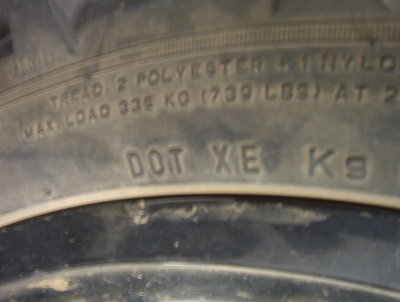 TREAD: 2 POLYESTER + 1 NYLO
MAX. LOAD 335 KG (739 LBS) AT 2
DOT XE K9